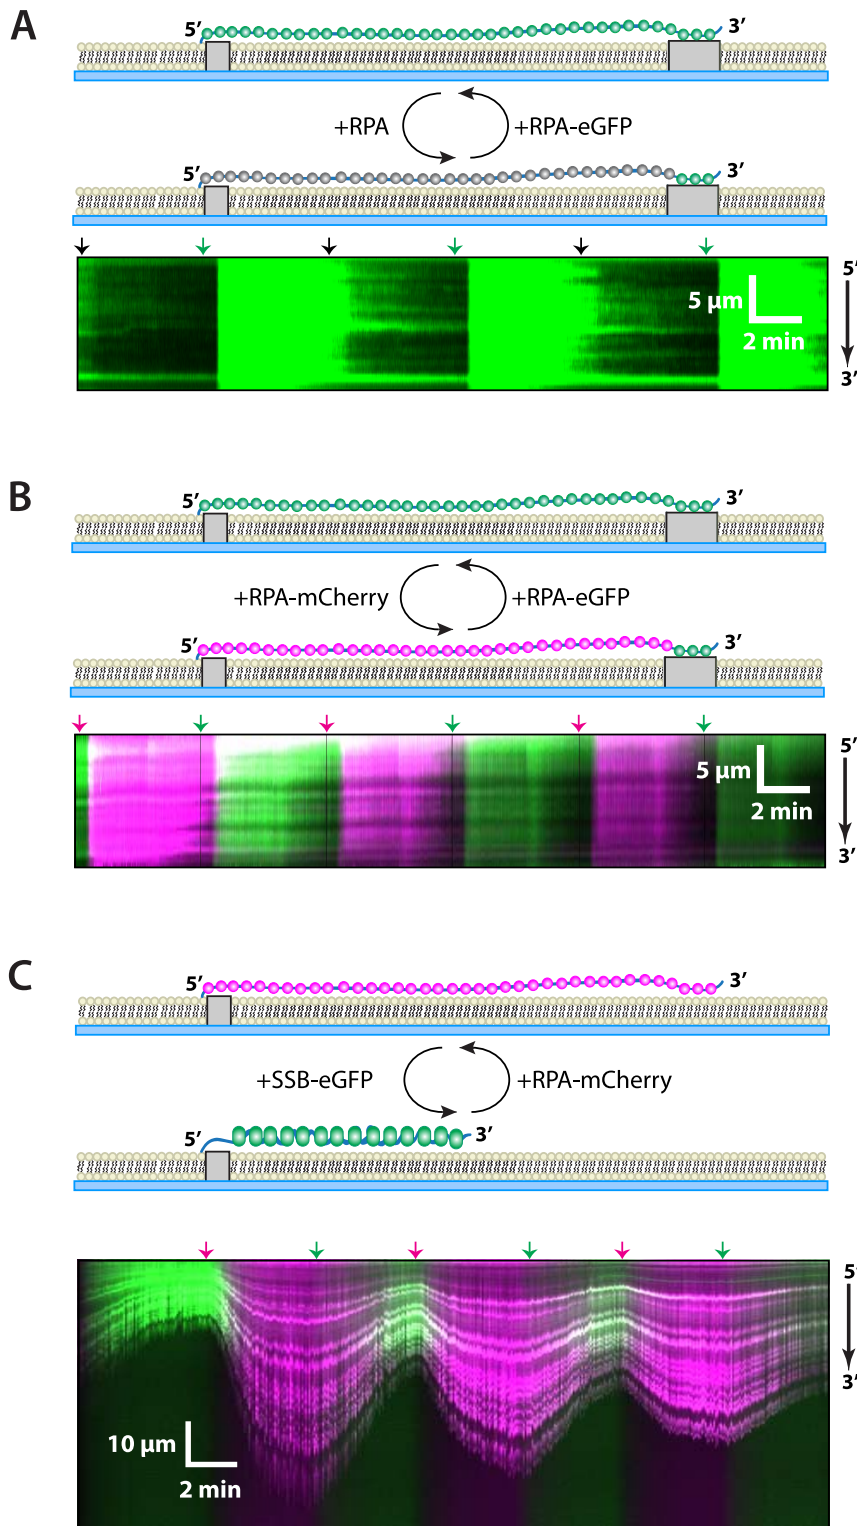 A
5′ 3′
+RPA +RPA-eGFP
5′ 3′
5′
5 µm
2 min
3′
B
5′ 3′
+RPA-mCherry +RPA-eGFP
5′ 3′
5′
5 µm
2 min
3′
C
5′ 3′
+SSB-eGFP +RPA-mCherry
5′ 3′
5′
3′
10 µm
2 min